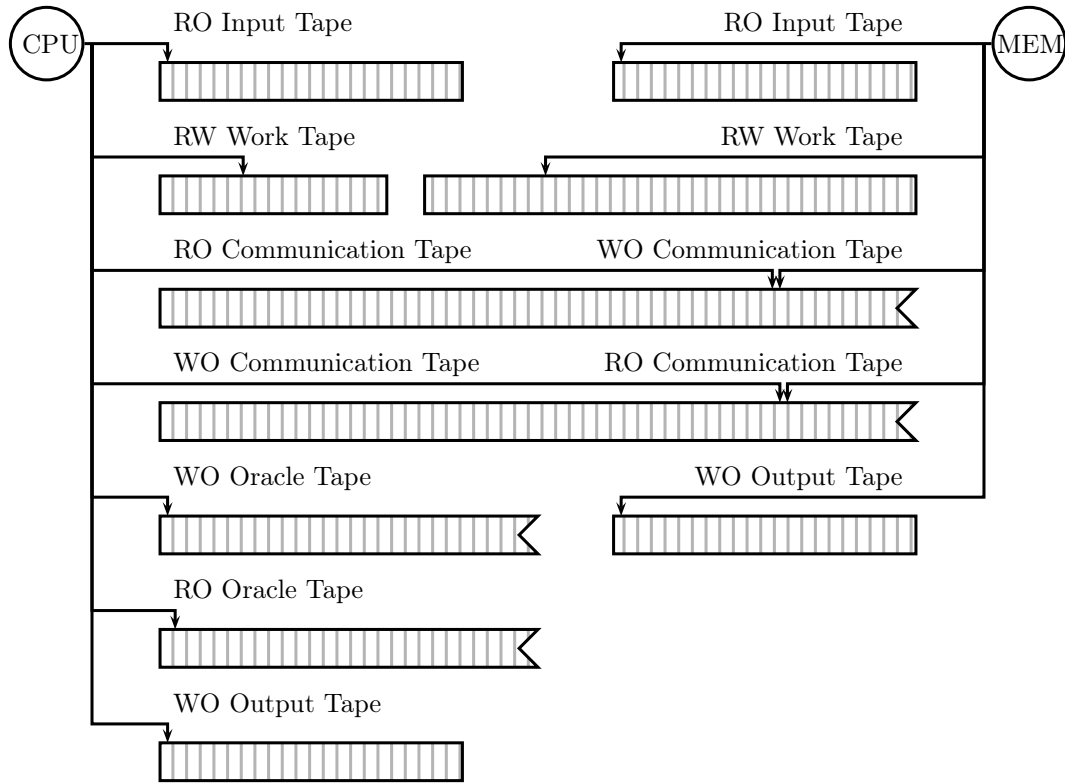 CPU RO Input Tape RO Input Tape MEM
RW Work Tape RW Work Tape
RO Communication Tape WO Communication Tape
WO Communication Tape RO Communication Tape
WO Oracle Tape WO Output Tape
RO Oracle Tape
WO Output Tape